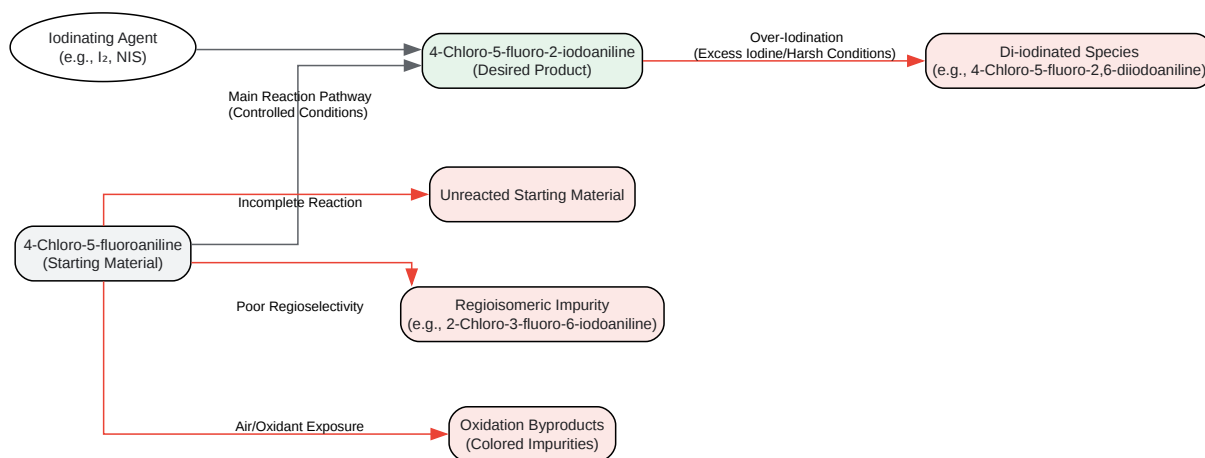 Iodinating Agent
(e.g., I₂, NIS)
4-Chloro-5-fluoro-2-iodoaniline
(Desired Product)
Over-Iodination
(Excess Iodine/Harsh Conditions)
Di-iodinated Species
(e.g., 4-Chloro-5-fluoro-2,6-diiodoaniline)
Main Reaction Pathway
(Controlled Conditions)
Unreacted Starting Material
Incomplete Reaction
4-Chloro-5-fluoroaniline
(Starting Material)
Poor Regioselectivity
Regioisomeric Impurity
(e.g., 2-Chloro-3-fluoro-6-iodoaniline)
Air/Oxidant Exposure
Oxidation Byproducts
(Colored Impurities)